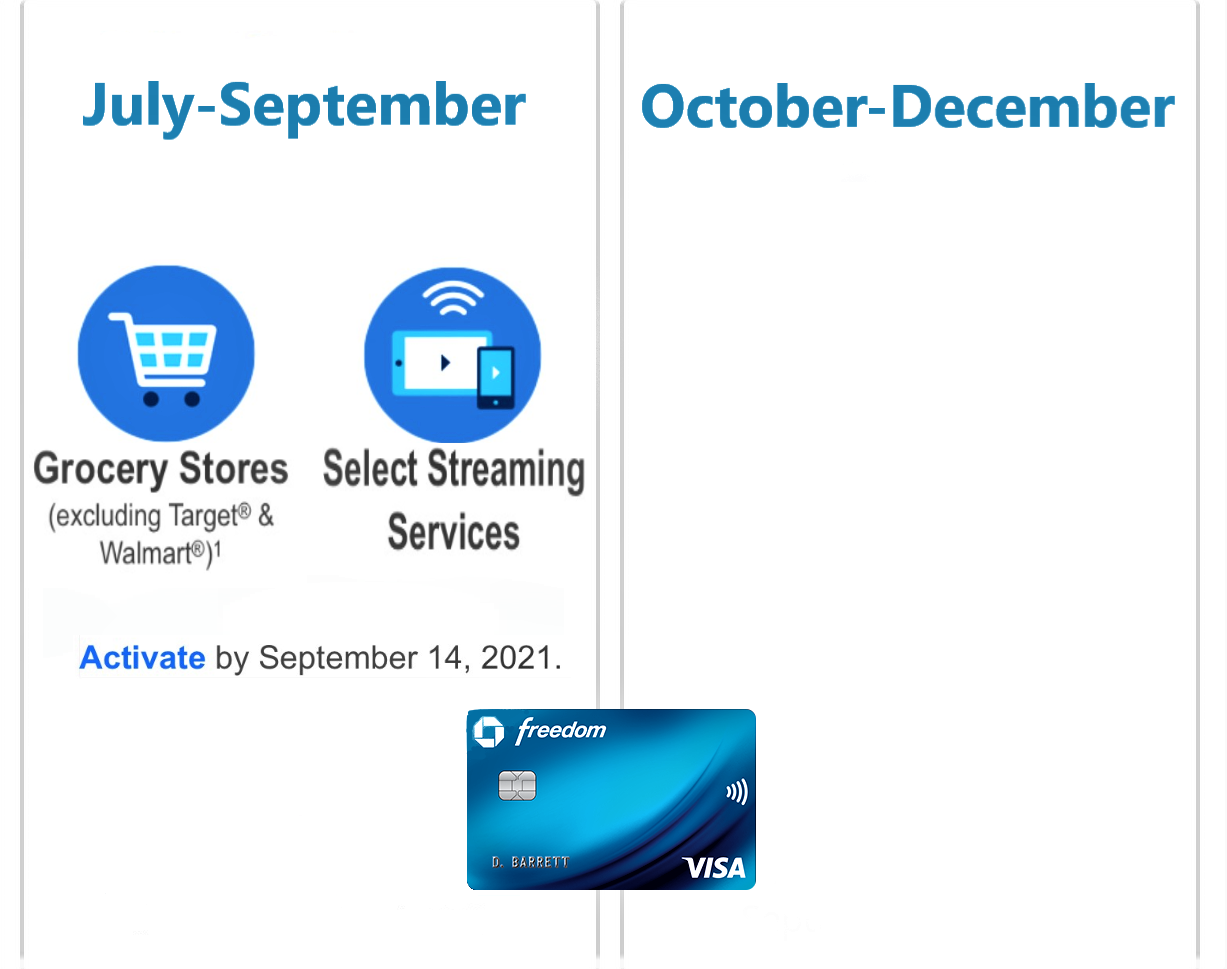 July-September
October-December
Grocery Stores
(excluding Target® &
Walmart®)¹
Select Streaming
Services
Activate by September 14, 2021.
freedom
D. BARRETT
VISA